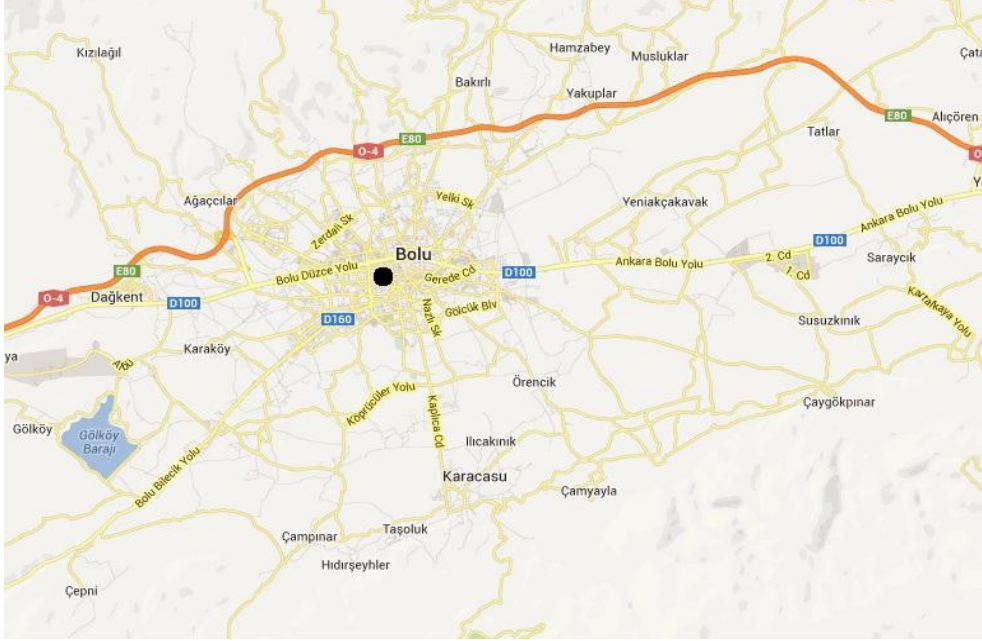 Hamzabey
Kızılağıl
Musluklar
Çata
Bakırlı
Yakuplar
E80
Alıçören
Tatlar
E80
O-4
O
Ağaçcılar
Yelki Sk
Yeniakçakavak
Y
Zerdali Sk
Ankara Bolu Yolu
D100
Bolu
2. Cd
Saraycık
Ankara Bolu Yolu
Bolu Düzce Yolu
E80
D100
Gerede Cd
1. Cd
O-4
Dağkent
D100
Nazlı Sk
Gölcük Blv
Kartalkaya Yolu
D160
Susuzkınık
Karaköy
ya
Örencik
Köprücüler Yolu
Kaplıca Cd
Çaygökpınar
Gölköy
Gölköy
Barajı
Ilıcakınık
Bolu Bilecik Yolu
Karacasu
Çamyayla
Taşoluk
Çampınar
Hıdırşeyhler
Çepni